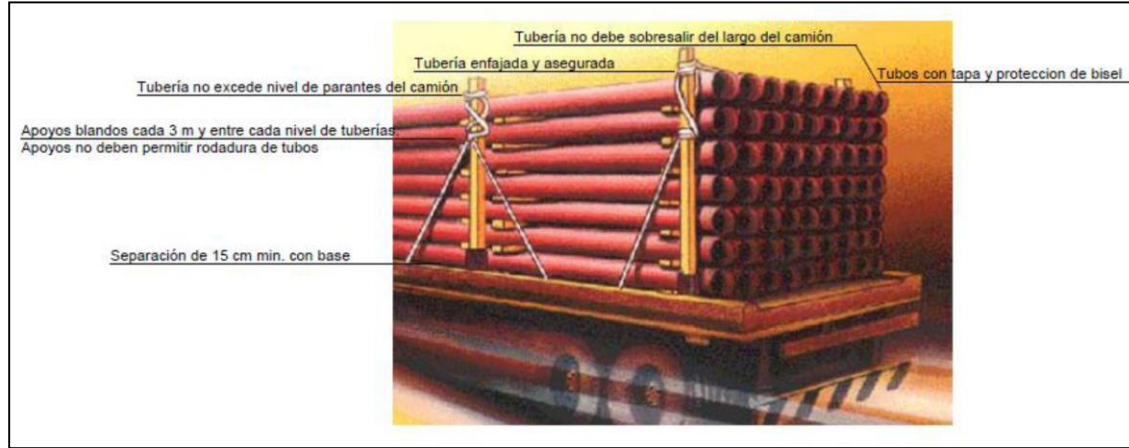 Tubería no debe sobresalir del largo del camión
Tubería enfajada y asegurada
Tubos con tapa y proteccion de bisel
Tubería no excede nivel de parantes del camión
Apoyos blandos cada 3 m y entre cada nivel de tuberías.
Apoyos no deben permitir rodadura de tubos
Separación de 15 cm min. con base